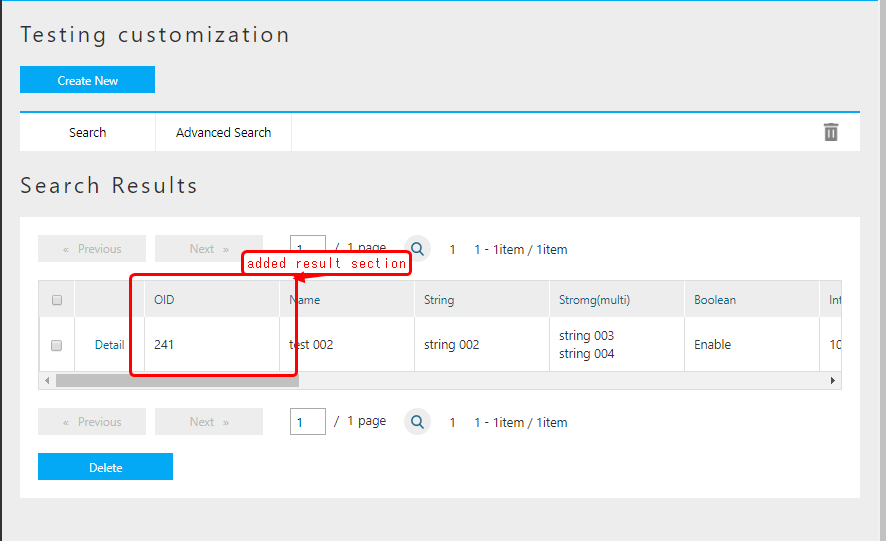 Testing customization
Create New
Search Advanced Search
Search Results
« Previous Next » 1 / 1 page 1 1 - 1item / 1item
added result section
OID Name String Stromg(multi) Boolean Int
Detail 241 test 002 string 002 string 003 Enable 10
string 004
« Previous Next » 1 / 1 page 1 1 - 1item / 1item
Delete